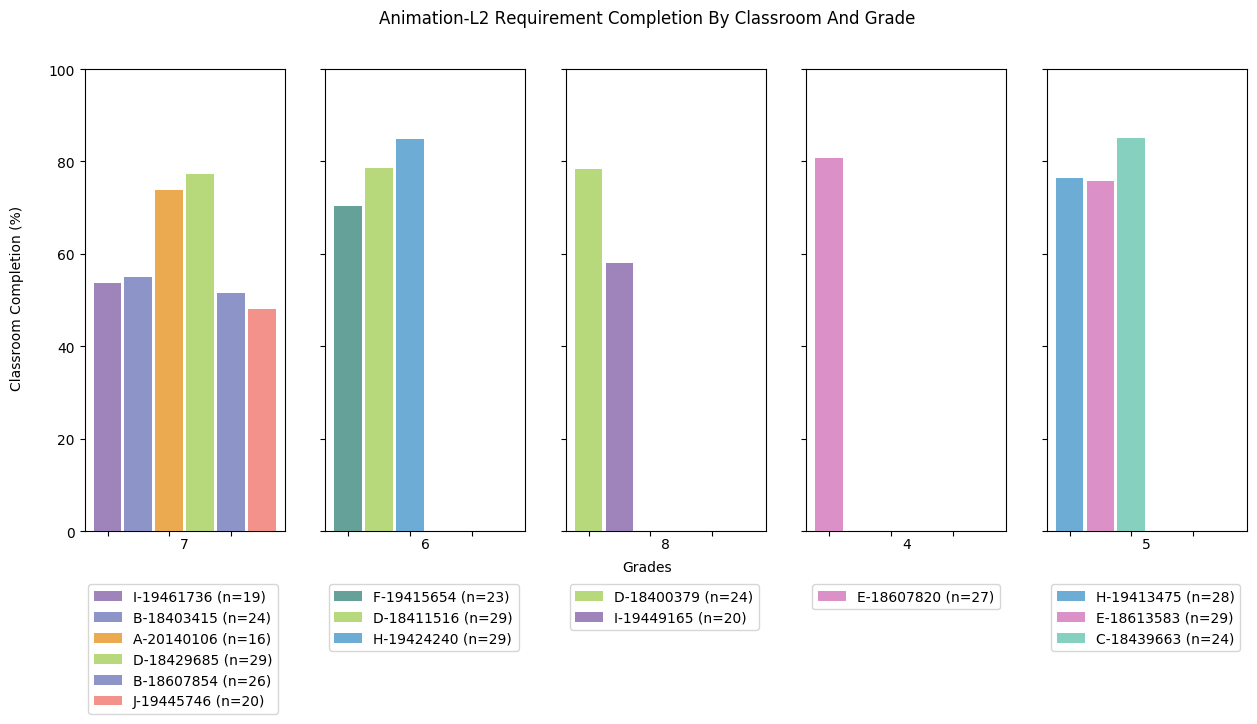 Animation-L2 Requirement Completion By Classroom And Grade
Classroom Completion (%)
100
80
60
40
20
0
7
6
8
4
5
Grades
I-19461736 (n=19)
B-18403415 (n=24)
A-20140106 (n=16)
D-18429685 (n=29)
B-18607854 (n=26)
J-19445746 (n=20)
F-19415654 (n=23)
D-18411516 (n=29)
H-19424240 (n=29)
D-18400379 (n=24)
I-19449165 (n=20)
E-18607820 (n=27)
H-19413475 (n=28)
E-18613583 (n=29)
C-18439663 (n=24)